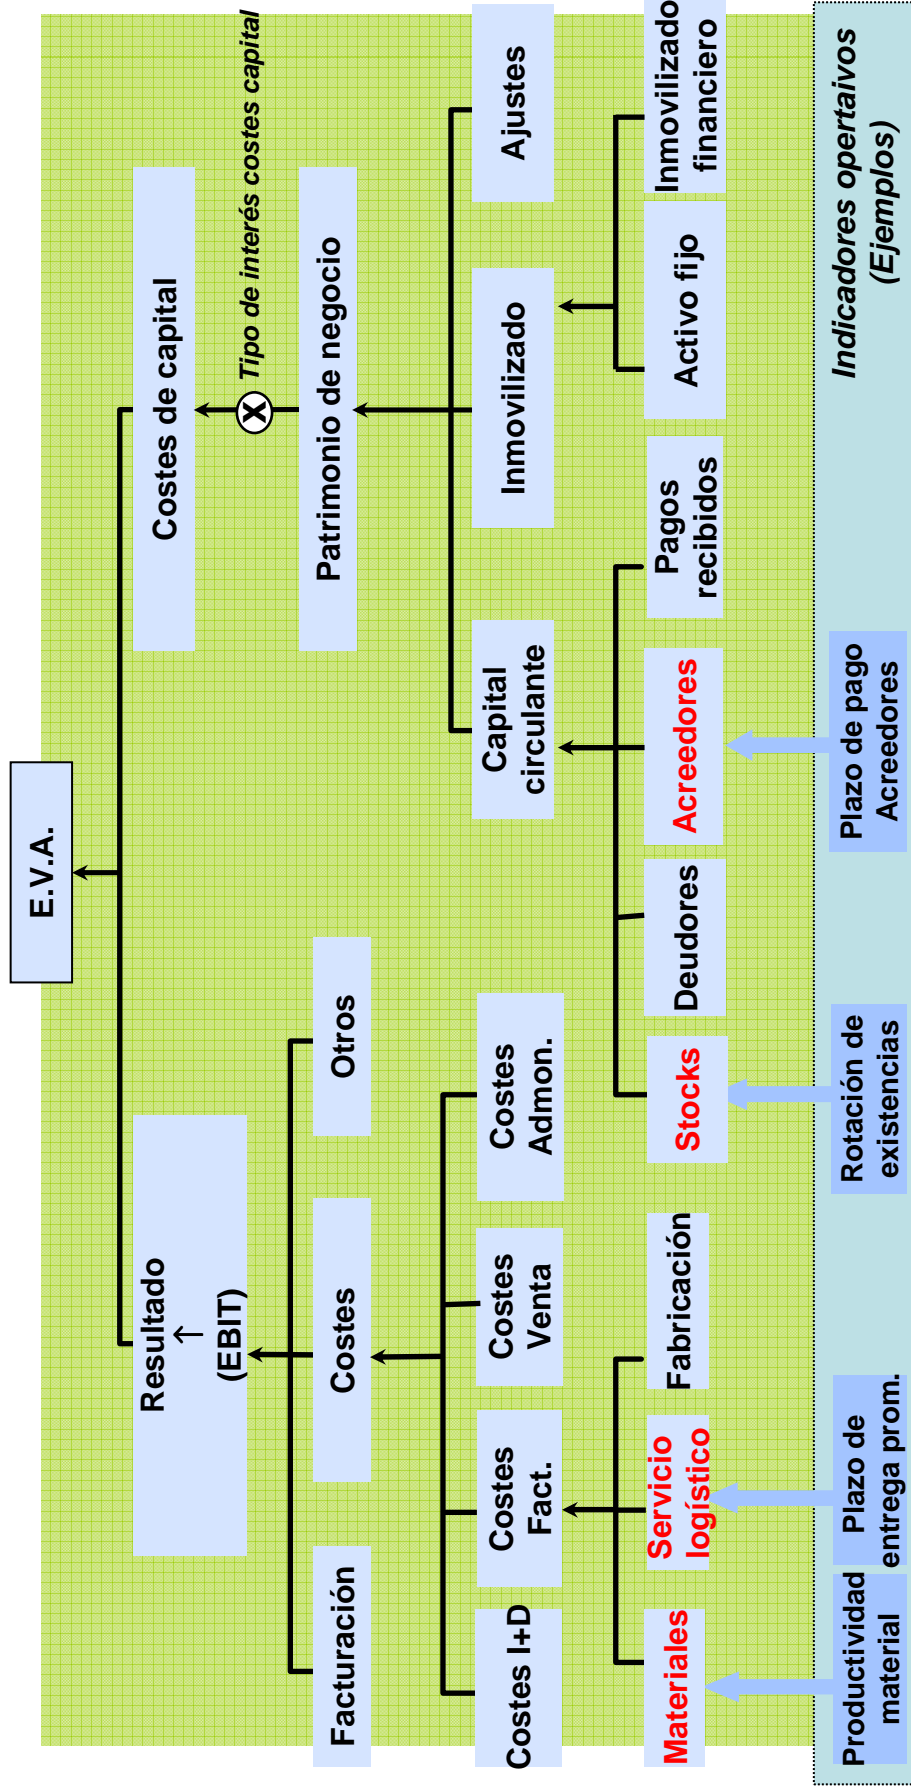 E.V.A.
Resultado
↑
(EBIT)
Costes de capital
X
Tipo de interés costes capital
Facturación
Costes
Otros
Patrimonio de negocio
Costes I+D
Costes
Fact.
Costes
Venta
Costes
Admon.
Capital
circulante
Inmovilizado
Ajustes
Materiales
Servicio
logístico
Fabricación
Stocks
Deudores
Acreedores
Pagos
recibidos
Activo fijo
Inmovilizado
financiero
Productividad
material
Plazo de
entrega prom.
Rotación de
existencias
Plazo de pago
Acreedores
Indicadores opertaivos
(Ejemplos)